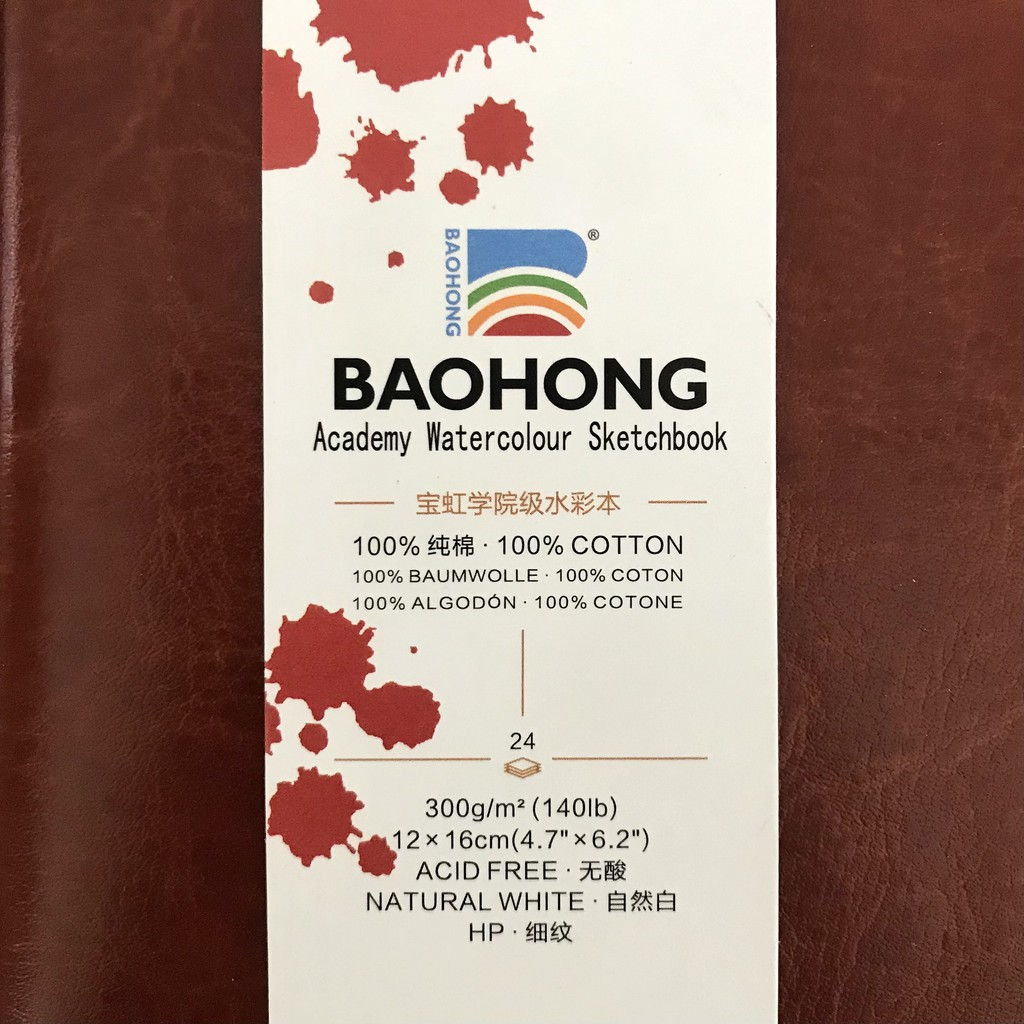 BAOHONG
®
BAOHONG
Academy Watercolour Sketchbook
宝虹学院级水彩本
100% 纯棉 · 100% COTTON
100% BAUMWOLLE · 100% COTON
100% ALGODÓN · 100% COTONE
24
300g/m² (140lb)
12×16cm(4.7"×6.2")
ACID FREE · 无酸
NATURAL WHITE · 自然白
HP · 细纹